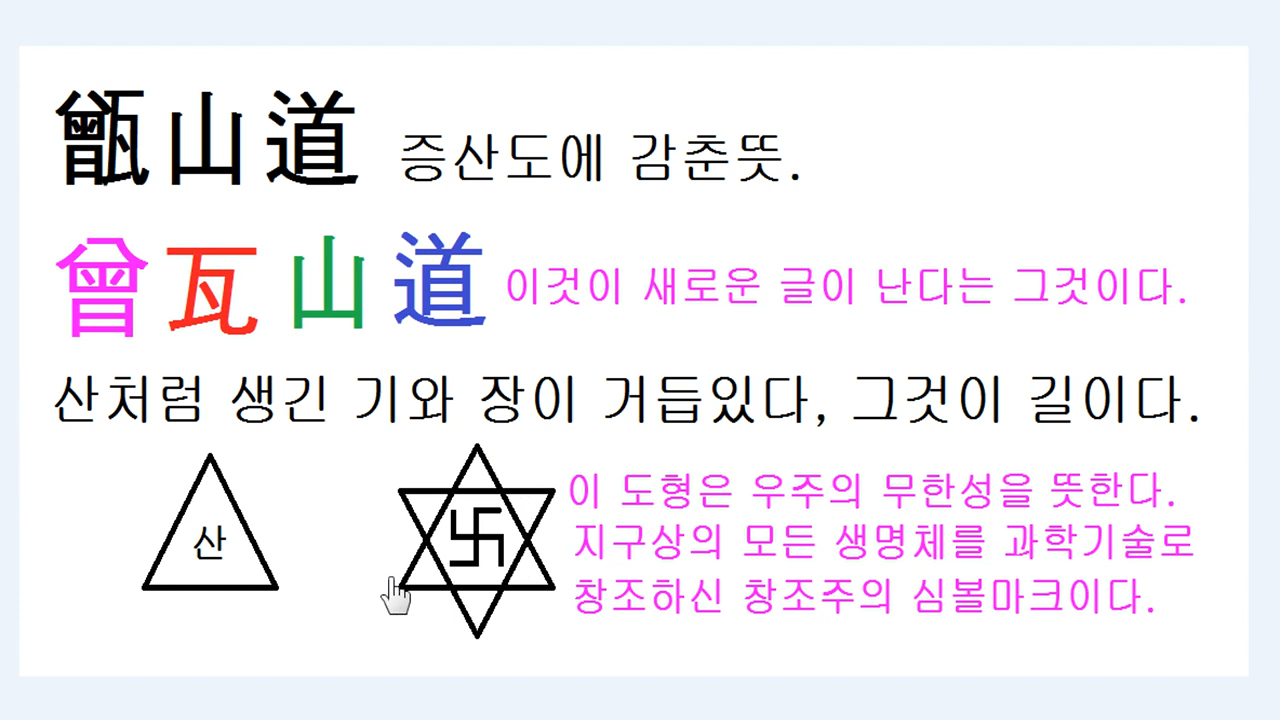 甑山道 증산도에 감춘뜻.
曾瓦山道 이것이 새로운 글이 난다는 그것이다.
산처럼 생긴 기와 장이 거듭있다, 그것이 길이다.
산
卐
이 도형은 우주의 무한성을 뜻한다.
지구상의 모든 생명체를 과학기술로
창조하신 창조주의 심볼마크이다.